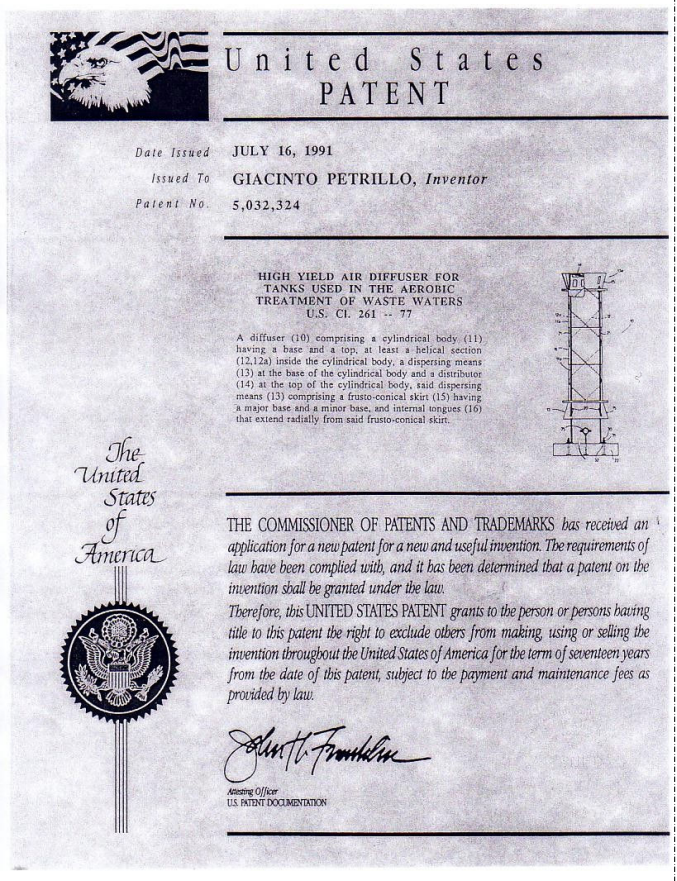 United States
PATENT
Date Issued JULY 16, 1991
Issued To GIACINTO PETRILLO, Inventor
Patent No. 5,032,324
HIGH YIELD AIR DIFFUSER FOR
TANKS USED IN THE AEROBIC
TREATMENT OF WASTE WATERS
U.S. Cl. 261 -- 77
A diffuser (10) comprising a cylindrical body (11)
having a base and a top, at least a helical section
(12,12a) inside the cylindrical body, a dispersing means
(13) at the base of the cylindrical body and a distributor
(14) at the top of the cylindrical body, said dispersing
means (13) comprising a frusto-conical skirt (15) having
a major base and a minor base, and internal tongues (16)
that extend radially from said frusto-conical skirt.
The
United
States
of
America
THE COMMISSIONER OF PATENTS AND TRADEMARKS has received an
application for a new patent for a new and useful invention. The requirements of
law have been complied with, and it has been determined that a patent on the
invention shall be granted under the law.
Therefore, this UNITED STATES PATENT grants to the person or persons having
title to this patent the right to exclude others from making, using or selling the
invention throughout the United States of America for the term of seventeen years
from the date of this patent, subject to the payment and maintenance fees as
provided by law.
John H. Franklin
Attesting Officer
U.S. PATENT DOCUMENTATION